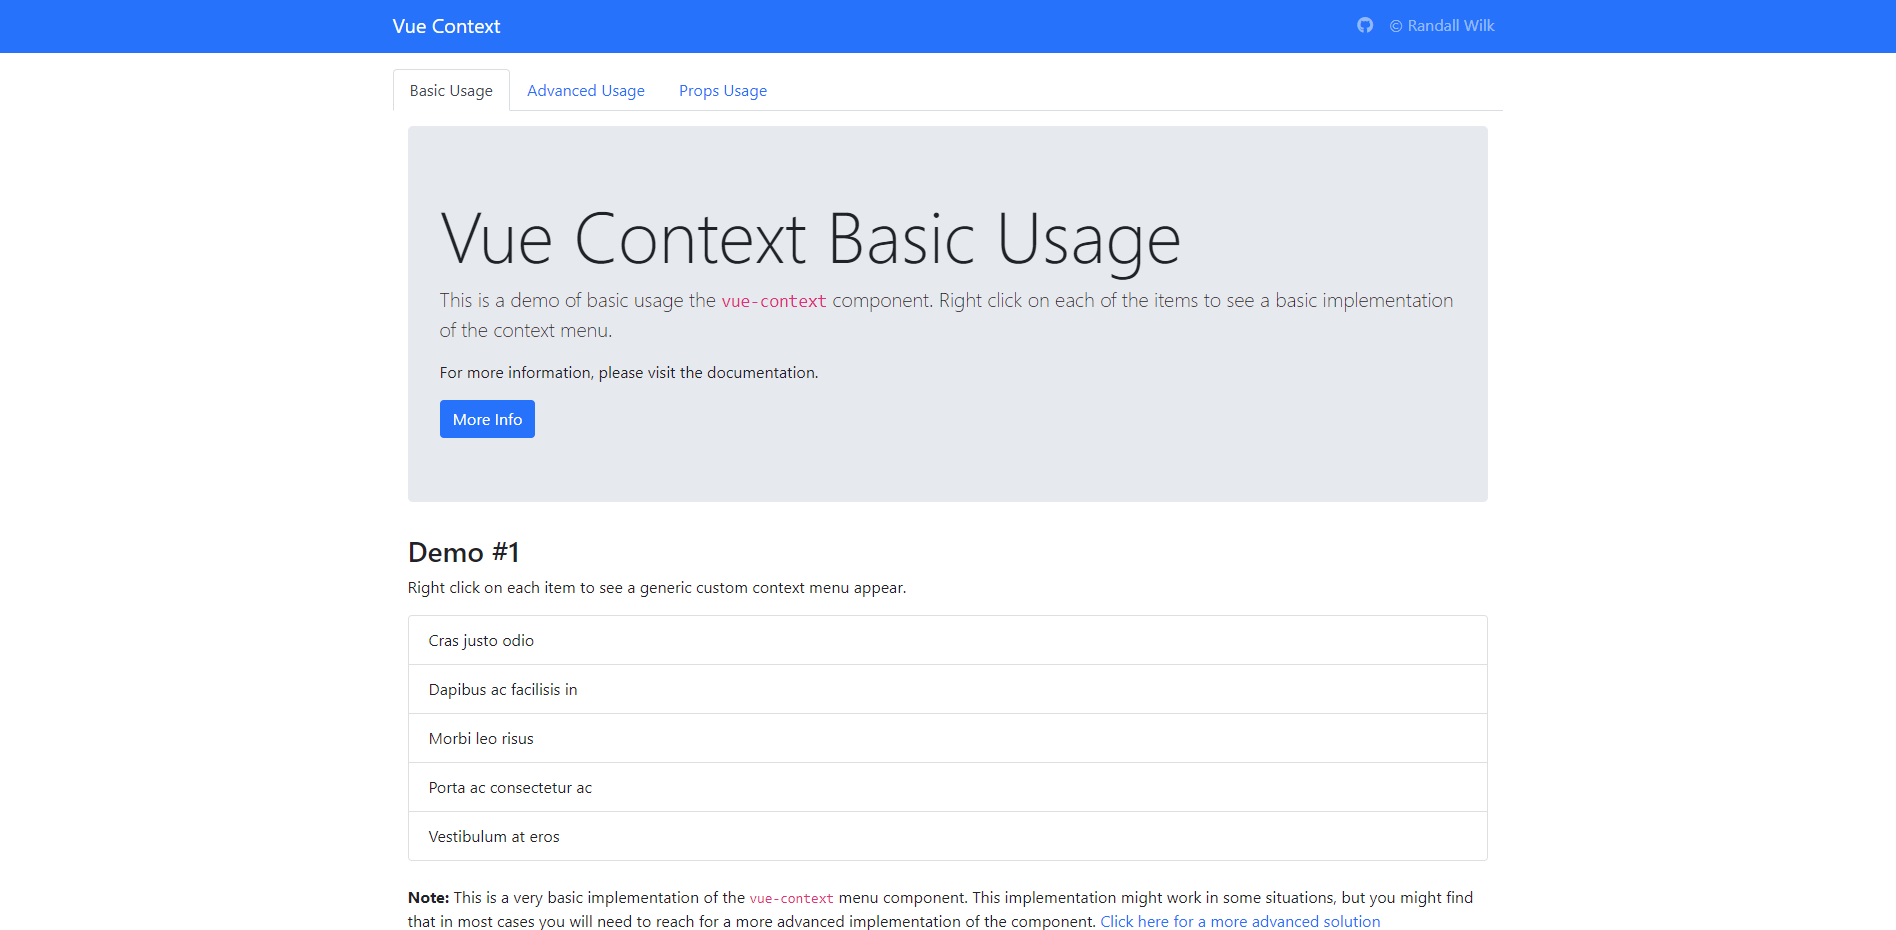 Vue Context
© Randall Wilk
Basic Usage
Advanced Usage
Props Usage
Vue Context Basic Usage
This is a demo of basic usage the vue-context component. Right click on each of the items to see a basic implementation
of the context menu.
For more information, please visit the documentation.
More Info
Demo #1
Right click on each item to see a generic custom context menu appear.
Cras justo odio
Dapibus ac facilisis in
Morbi leo risus
Porta ac consectetur ac
Vestibulum at eros
Note: This is a very basic implementation of the vue-context menu component. This implementation might work in some situations, but you might find
that in most cases you will need to reach for a more advanced implementation of the component. Click here for a more advanced solution